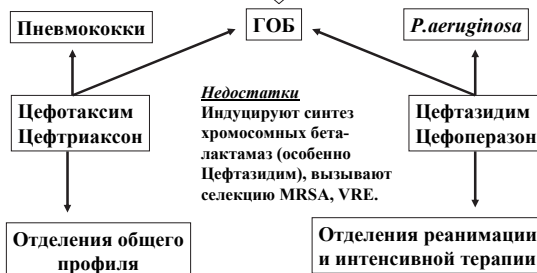 Пневмококки
ГОБ
P.aeruginosa
Цефотаксим
Цефтриаксон
Недостатки
Индуцируют синтез
хромосомных бета-
лактамаз (особенно
Цефтазидим), вызывают
селекцию MRSA, VRE.
Цефтазидим
Цефоперазон
Отделения общего
профиля
Отделения реанимации
и интенсивной терапии